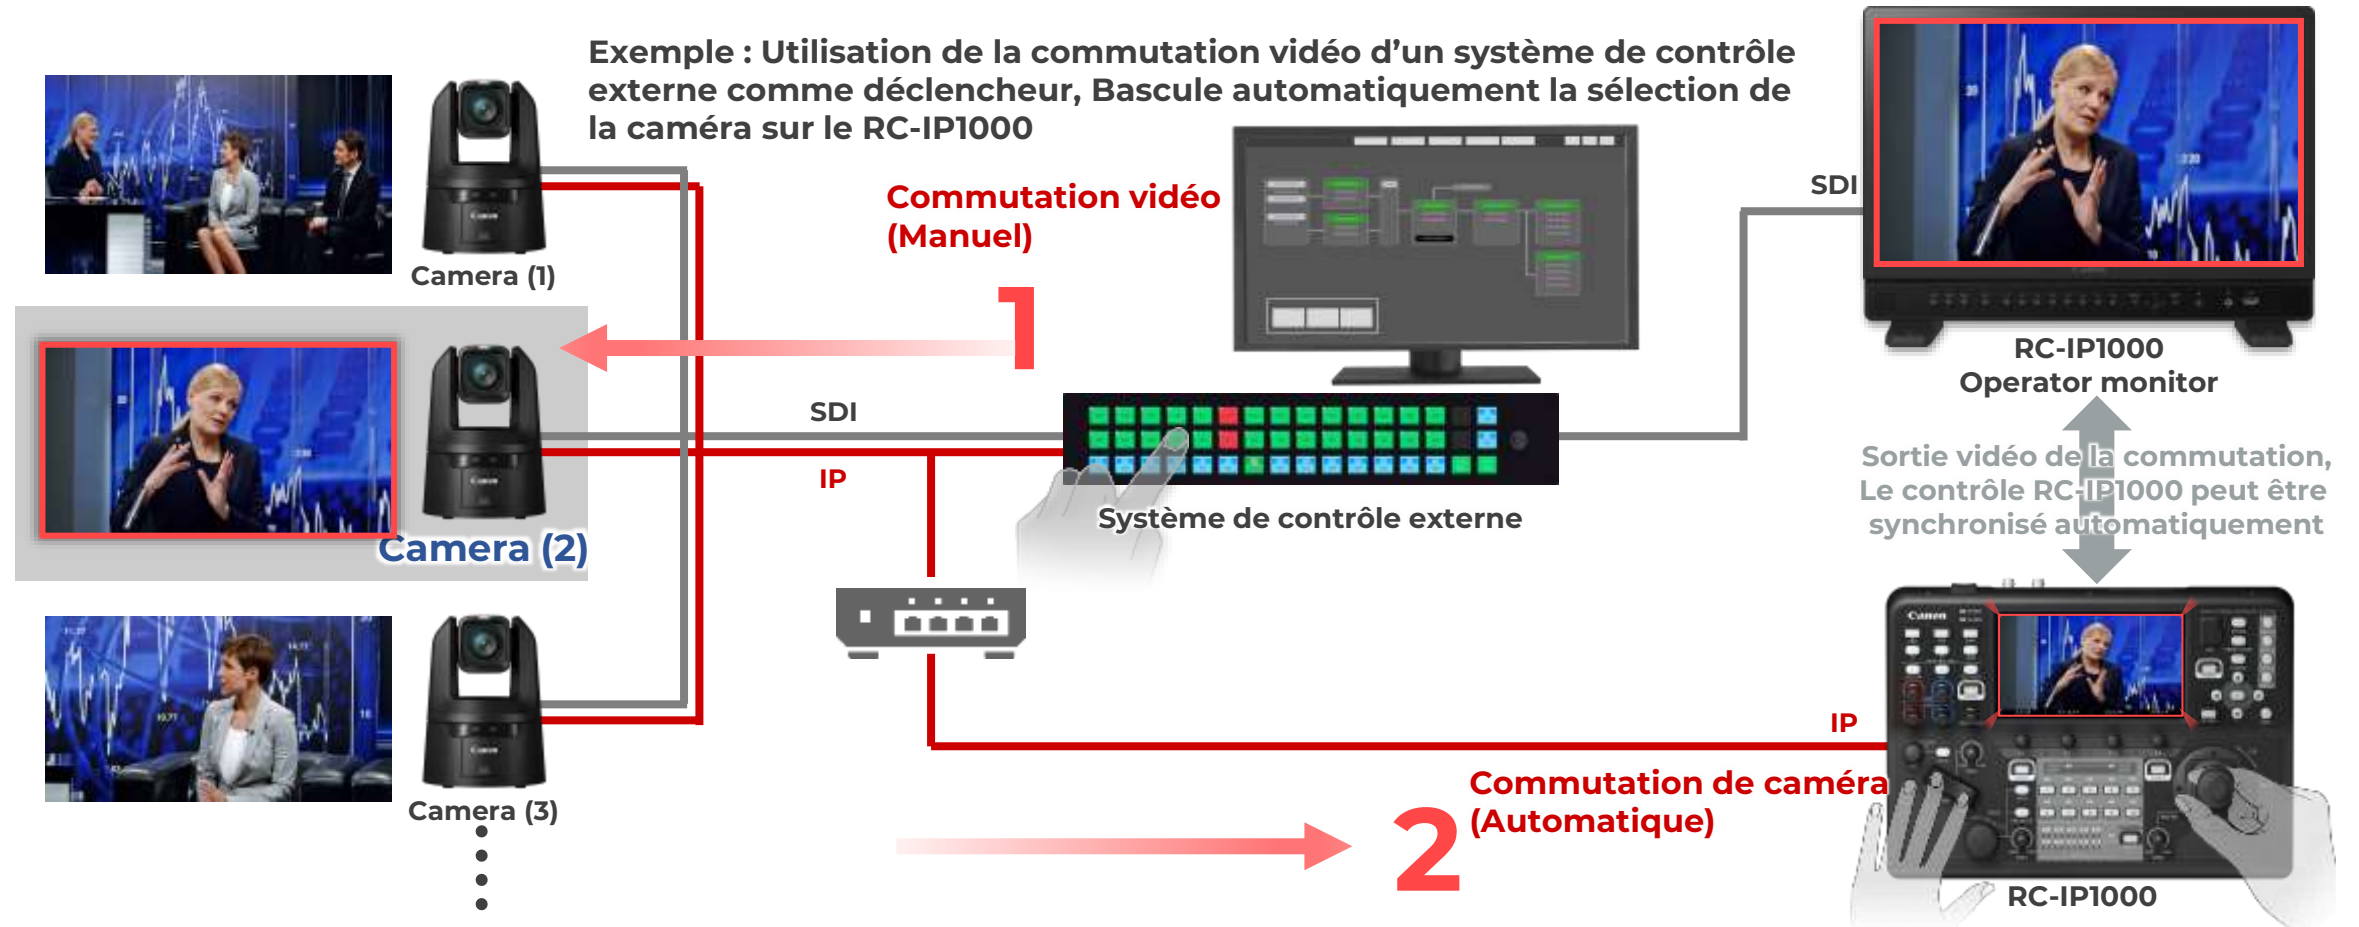 Exemple : Utilisation de la commutation vidéo d’un système de contrôle
externe comme déclencheur, Bascule automatiquement la sélection de
la caméra sur le RC-IP1000
Camera (1)
Commutation vidéo
(Manuel)
1
SDI
RC-IP1000
Operator monitor
SDI
IP
Camera (2)
Système de contrôle externe
Sortie vidéo de la commutation,
Le contrôle RC-IP1000 peut être
synchronisé automatiquement
Canon
Camera (3)
IP
Commutation de caméra
(Automatique)
2
RC-IP1000